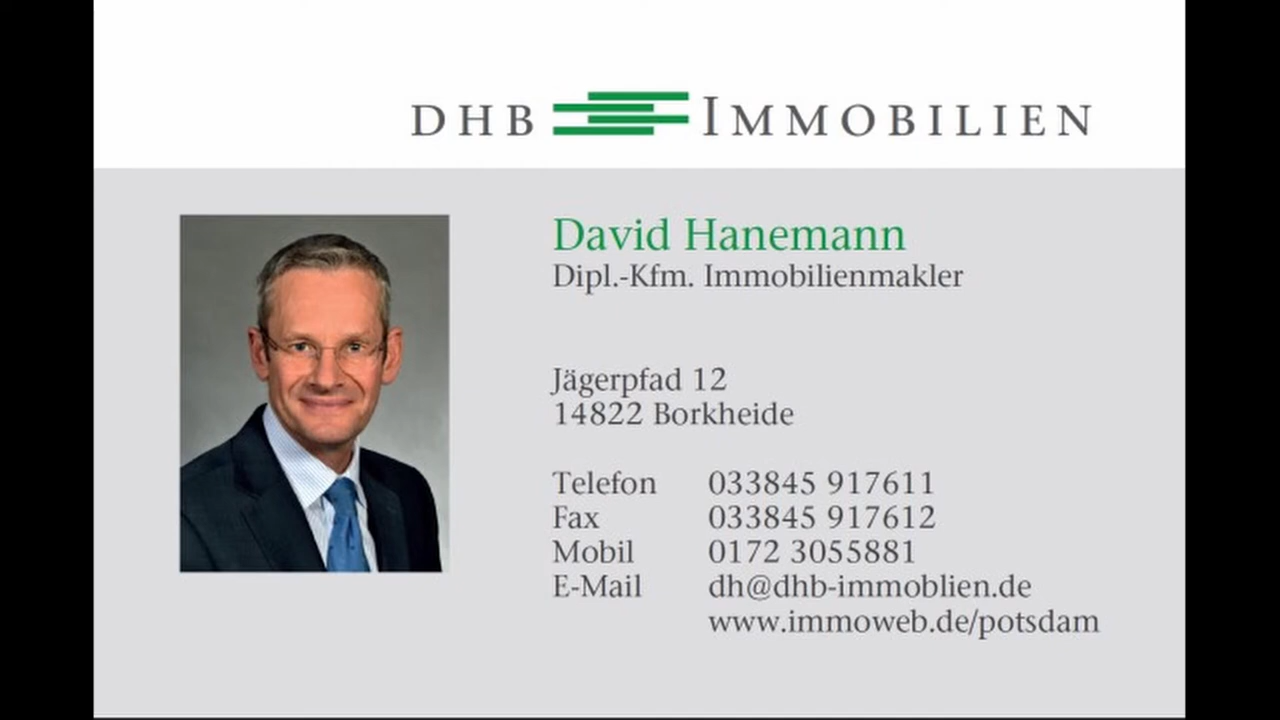 DHB IMMOBILIEN
David Hanemann
Dipl.-Kfm. Immobilienmakler
Jägerpfad 12
14822 Borkheide
Telefon 033845 917611
Fax 033845 917612
Mobil 0172 3055881
E-Mail dh@dhb-immoblien.de
www.immoweb.de/potsdam